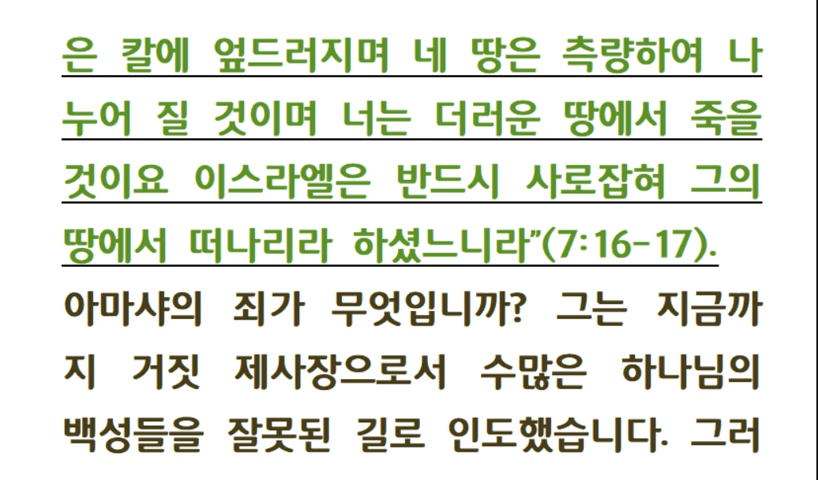 은 칼에 엎드러지며 네 땅은 측량하여 나
누어 질 것이며 너는 더러운 땅에서 죽을
것이요 이스라엘은 반드시 사로잡혀 그의
땅에서 떠나리라 하셨느니라”(7:16-17).
아마샤의 죄가 무엇입니까? 그는 지금까
지 거짓 제사장으로서 수많은 하나님의
백성들을 잘못된 길로 인도했습니다. 그러